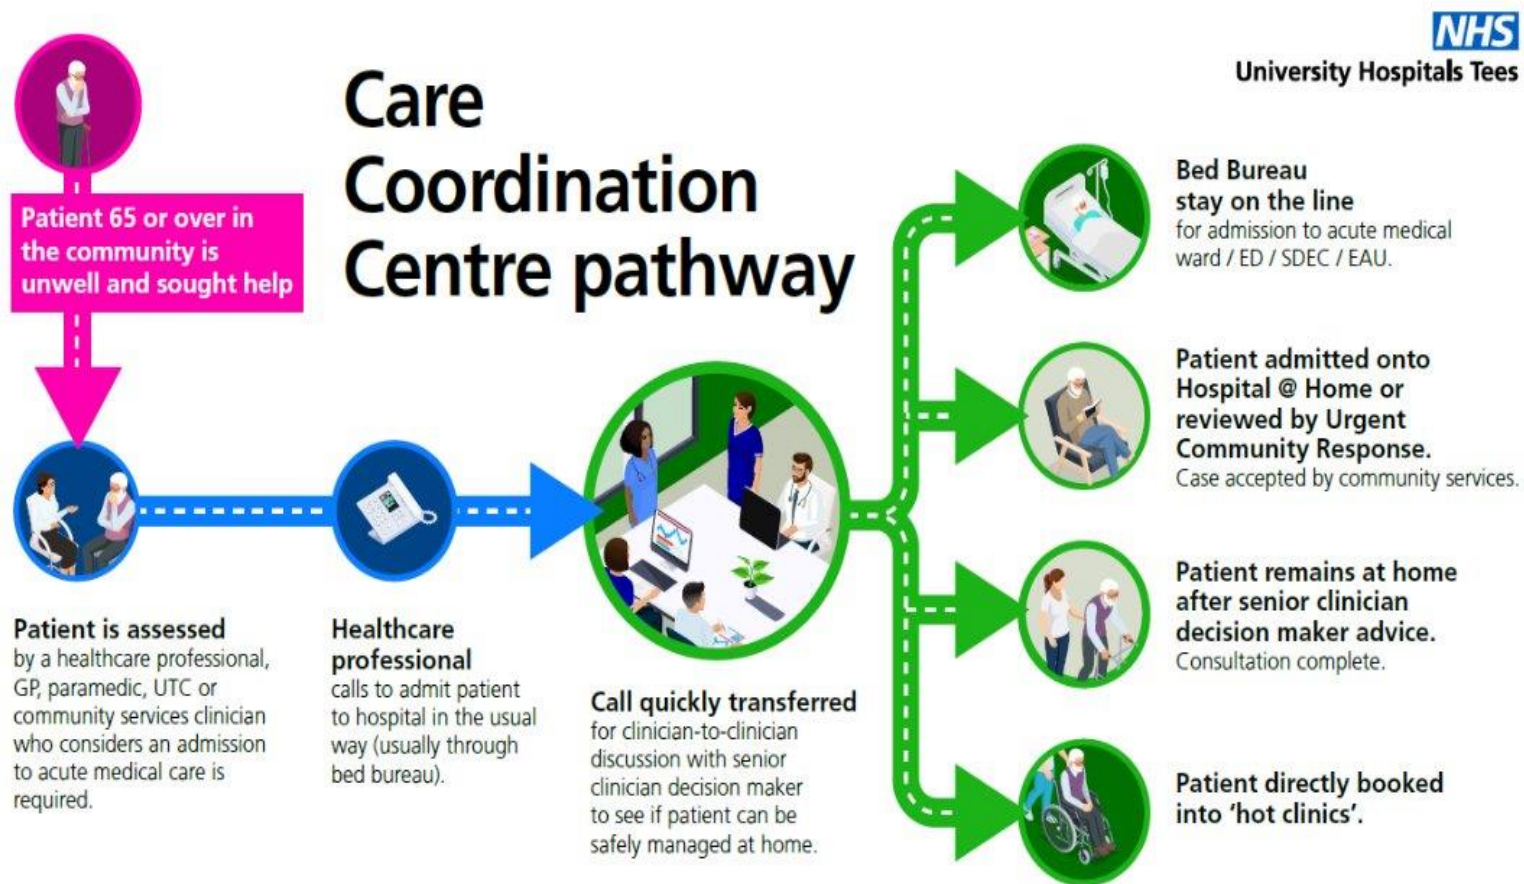 NHS
University Hospitals Tees
Care
Coordination
Centre pathway
Patient 65 or over in
the community is
unwell and sought help
Patient is assessed
by a healthcare professional,
GP, paramedic, UTC or
community services clinician
who considers an admission
to acute medical care is
required.
Healthcare
professional
calls to admit patient
to hospital in the usual
way (usually through
bed bureau).
Call quickly transferred
for clinician-to-clinician
discussion with senior
clinician decision maker
to see if patient can be
safely managed at home.
Bed Bureau
stay on the line
for admission to acute medical
ward / ED / SDEC / EAU.
Patient admitted onto
Hospital @ Home or
reviewed by Urgent
Community Response.
Case accepted by community services.
Patient remains at home
after senior clinician
decision maker advice.
Consultation complete.
Patient directly booked
into ‘hot clinics’.